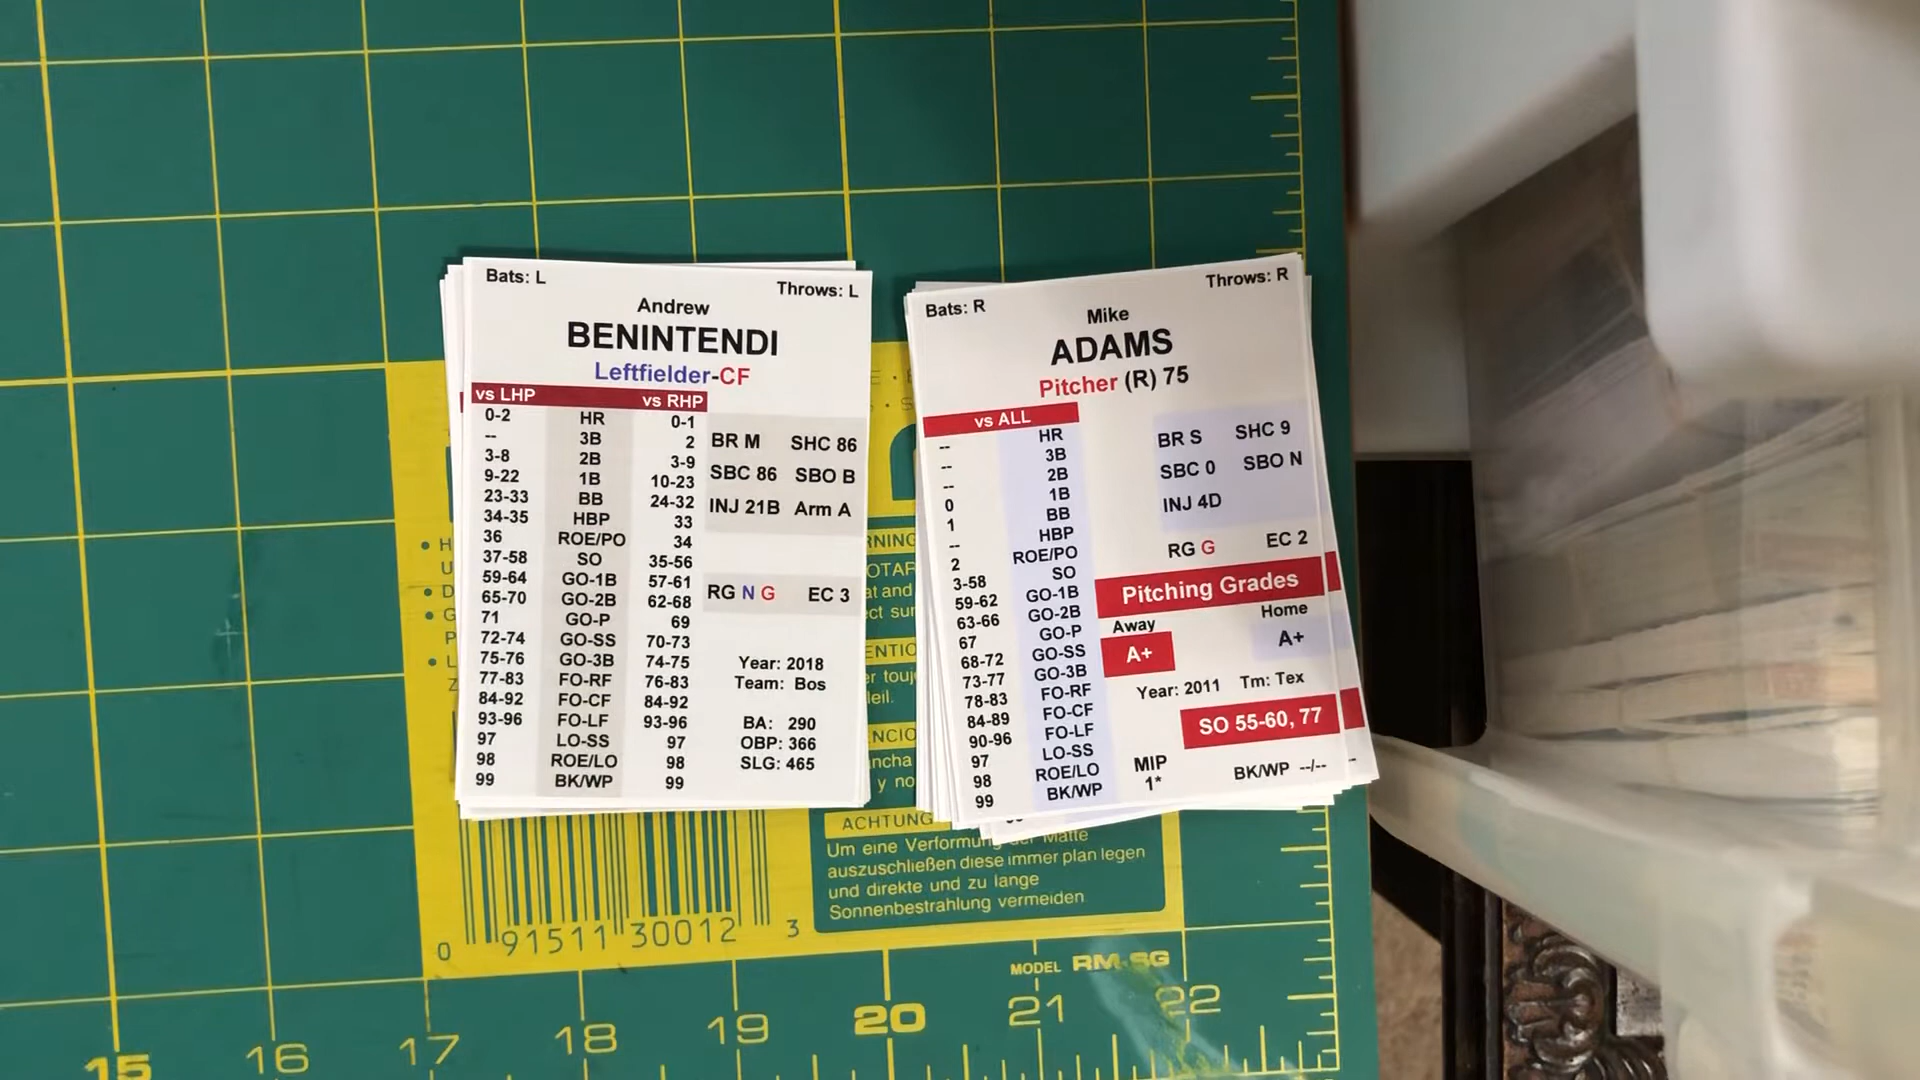 Bats: L
Throws: L
Andrew
BENINTENDI
Leftfielder-CF
vs LHP vs RHP
0-2 HR 0-1
-- 3B 2
3-8 2B 3-9
9-22 1B 10-23
23-33 BB 24-32
34-35 HBP 33
36 ROE/PO 34
37-58 SO 35-56
59-64 GO-1B 57-61
65-70 GO-2B 62-68
71 GO-P 69
72-74 GO-SS 70-73
75-76 GO-3B 74-75
77-83 FO-RF 76-83
84-92 FO-CF 84-92
93-96 FO-LF 93-96
97 LO-SS 97
98 ROE/LO 98
99 BK/WP 99
BR M SHC 86
SBC 86 SBO B
INJ 21B Arm A
RG N G EC 3
Year: 2018
Team: Bos
BA: 290
OBP: 366
SLG: 465
Bats: R
Throws: R
Mike
ADAMS
Pitcher (R) 75
vs ALL
-- HR
-- 3B
-- 2B
0 1B
1 BB
-- HBP
2 ROE/PO
3-58 SO
59-62 GO-1B
63-66 GO-2B
67 GO-P
68-72 GO-SS
73-77 GO-3B
78-83 FO-RF
84-89 FO-CF
90-96 FO-LF
97 LO-SS
98 ROE/LO
99 BK/WP
BR S SHC 9
SBC 0 SBO N
INJ 4D
RG G EC 2
Pitching Grades
Away Home
A+ A+
Year: 2011 Tm: Tex
SO 55-60, 77
MIP
1*
BK/WP --/--
ACHTUNG
Um eine Verformung der Matte
auszuschließen diese immer plan legen
und direkte und zu lange
Sonnenbestrahlung vermeiden
0 91511 30012 3
MODEL RM-SG
15 16 17 18 19 20 21 22